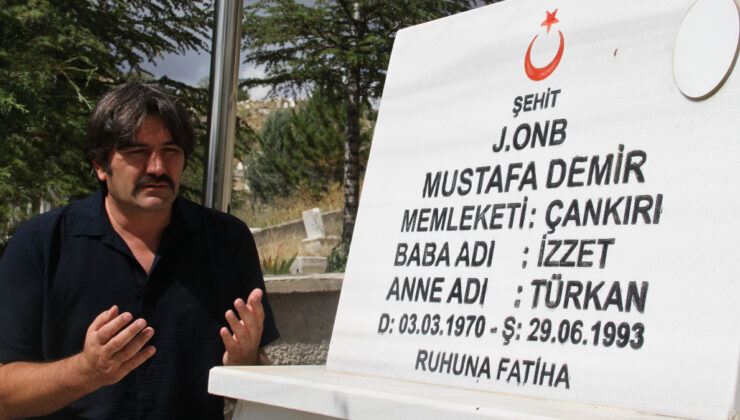 ŞEHİT
J.ONB
MUSTAFA DEMİR
MEMLEKETİ : ÇANKIRI
BABA ADI : İZZET
ANNE ADI : TÜRKAN
D: 03.03.1970 - Ş: 29.06.1993
RUHUNA FATİHA